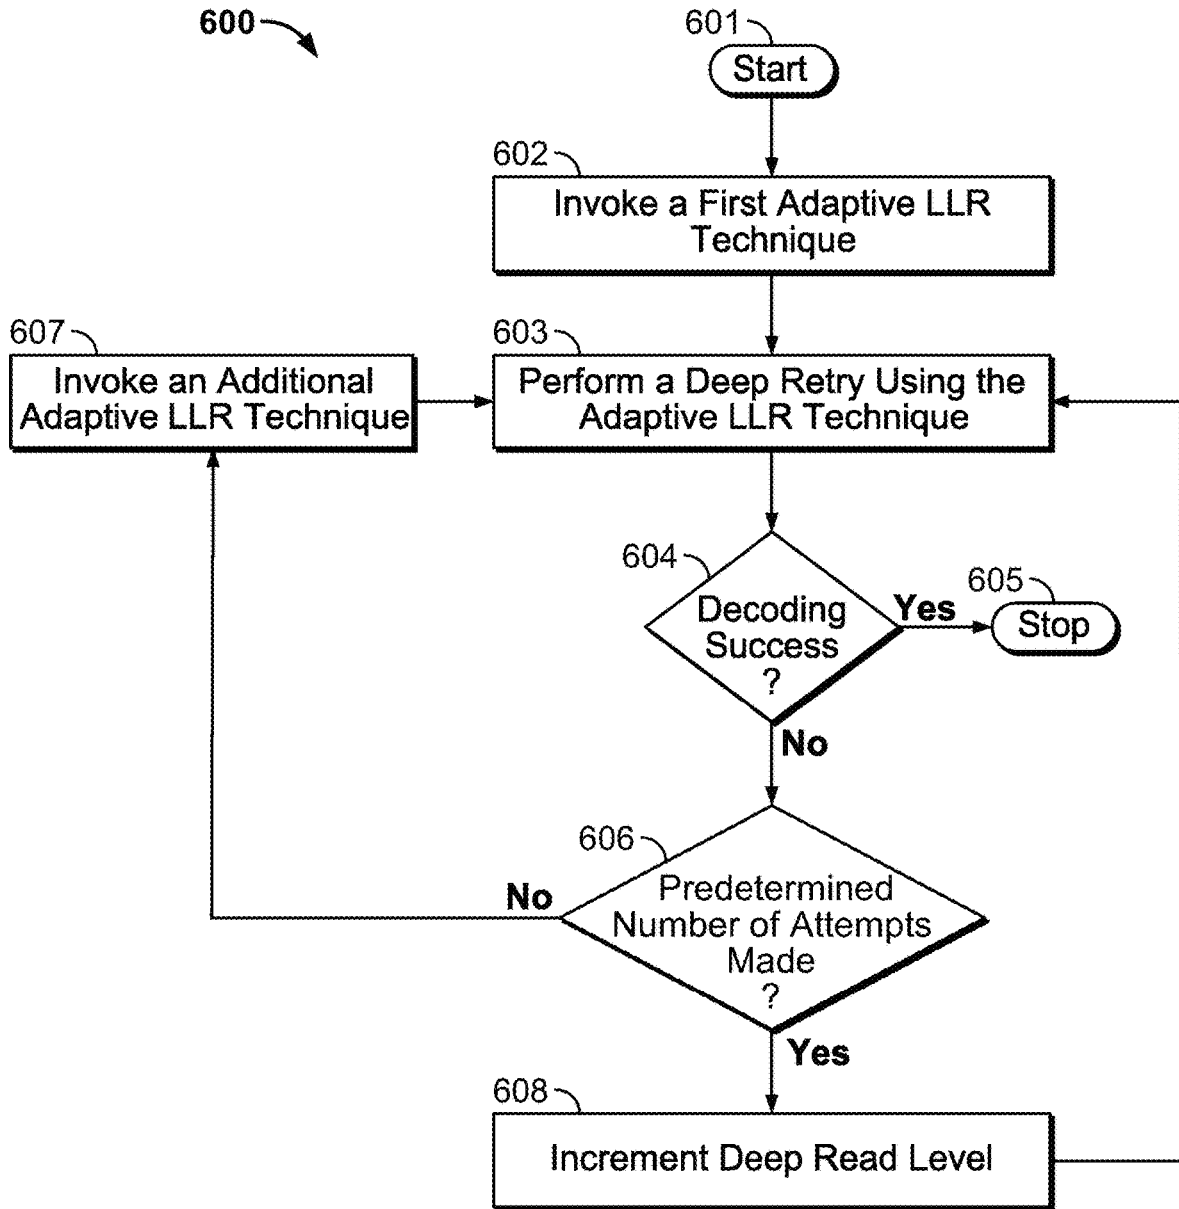 600
601
Start
602
Invoke a First Adaptive LLR
Technique
607
Invoke an Additional
Adaptive LLR Technique
603
Perform a Deep Retry Using the
Adaptive LLR Technique
604
Decoding
Success
?
Yes
605
Stop
No
606
Predetermined
Number of Attempts
Made
?
No
Yes
608
Increment Deep Read Level